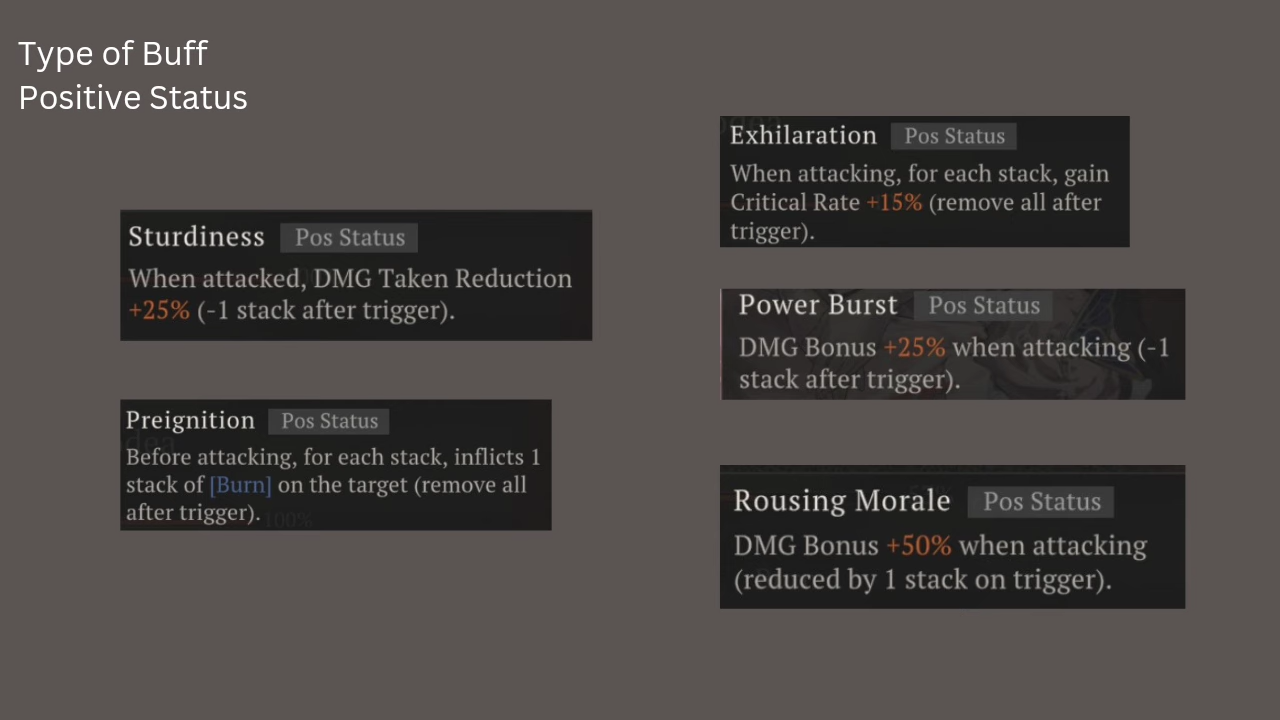 Type of Buff
Positive Status
Sturdiness Pos Status
When attacked, DMG Taken Reduction
+25% (-1 stack after trigger).
Preignition Pos Status
Before attacking, for each stack, inflicts 1
stack of [Burn] on the target (remove all
after trigger).
Exhilaration Pos Status
When attacking, for each stack, gain
Critical Rate +15% (remove all after
trigger).
Power Burst Pos Status
DMG Bonus +25% when attacking (-1
stack after trigger).
Rousing Morale Pos Status
DMG Bonus +50% when attacking
(reduced by 1 stack on trigger).